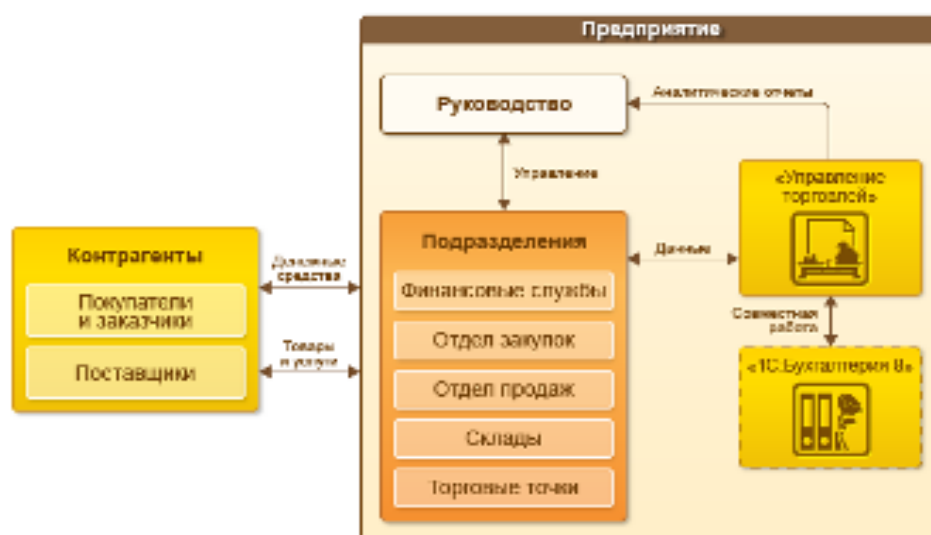 Предприятие
Руководство
Аналитические отчеты
Управление
«Управление
торговлей»
Контрагенты
Покупатели
и заказчики
Поставщики
Денежные
средства
Товары
и услуги
Подразделения
Финансовые службы
Отдел закупок
Отдел продаж
Склады
Торговые точки
Данные
Совместная
работа
«1С:Бухгалтерия 8»